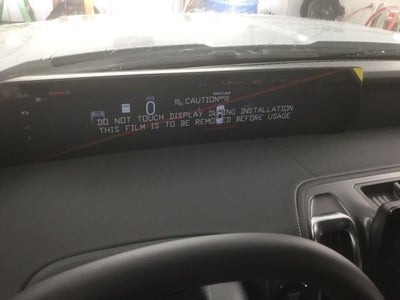 0
CAUTION
DO NOT TOUCH DISPLAY DURING INSTALLATION
THIS FILM IS TO BE REMOVED BEFORE USAGE